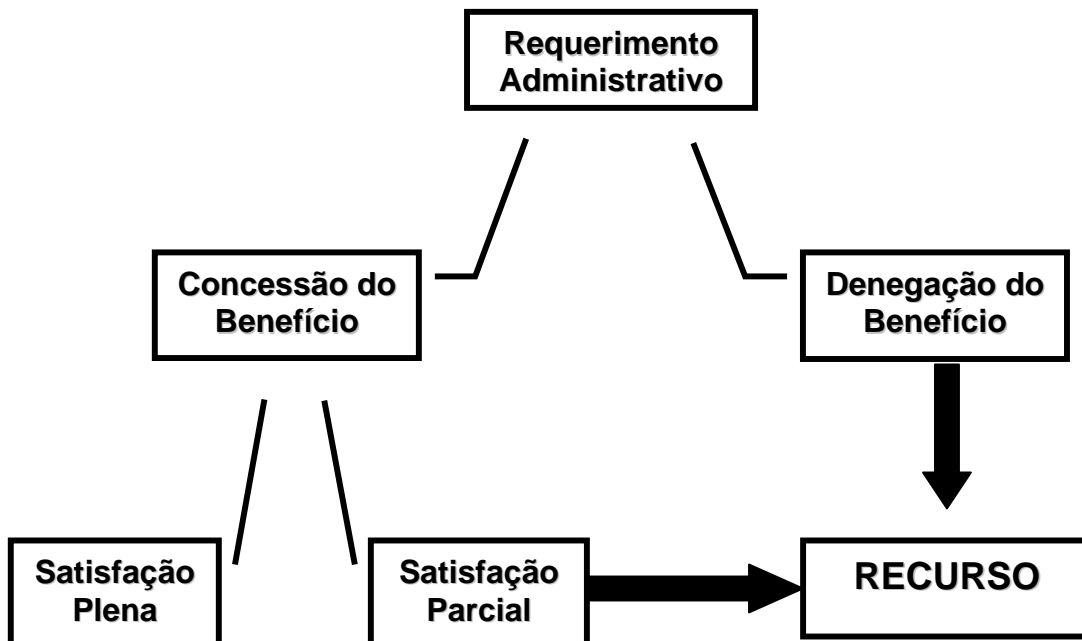 Requerimento
Administrativo
Concessão do
Benefício
Denegação do
Benefício
Satisfação
Plena
Satisfação
Parcial
RECURSO